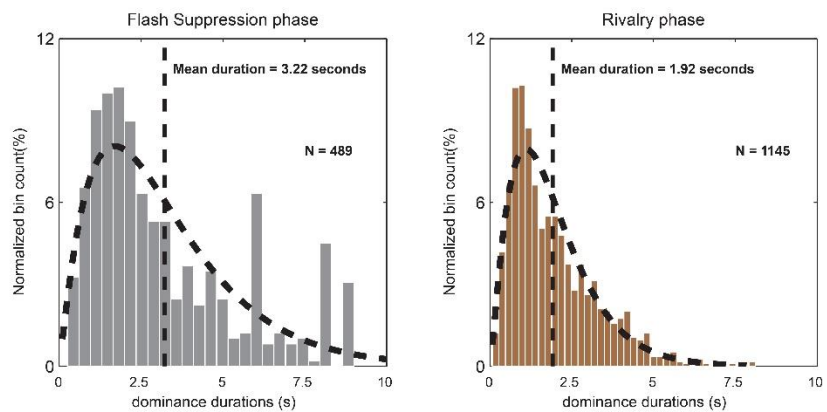 Flash Suppression phase
12
6
0
Normalized bin count(%)
Mean duration = 3.22 seconds
N = 489
0
2.5
5
7.5
10
dominance durations (s)
Rivalry phase
12
6
0
Normalized bin count(%)
Mean duration = 1.92 seconds
N = 1145
0
2.5
5
7.5
10
dominance durations (s)